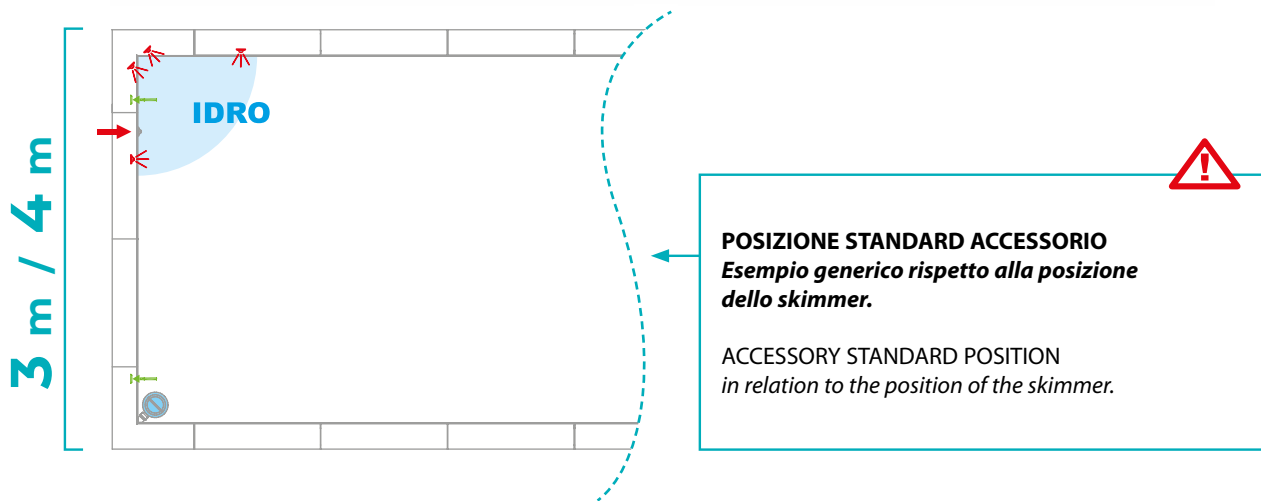 IDRO
3 m / 4 m
POSIZIONE STANDARD ACCESSORIO
Esempio generico rispetto alla posizione
dello skimmer.
ACCESSORY STANDARD POSITION
in relation to the position of the skimmer.